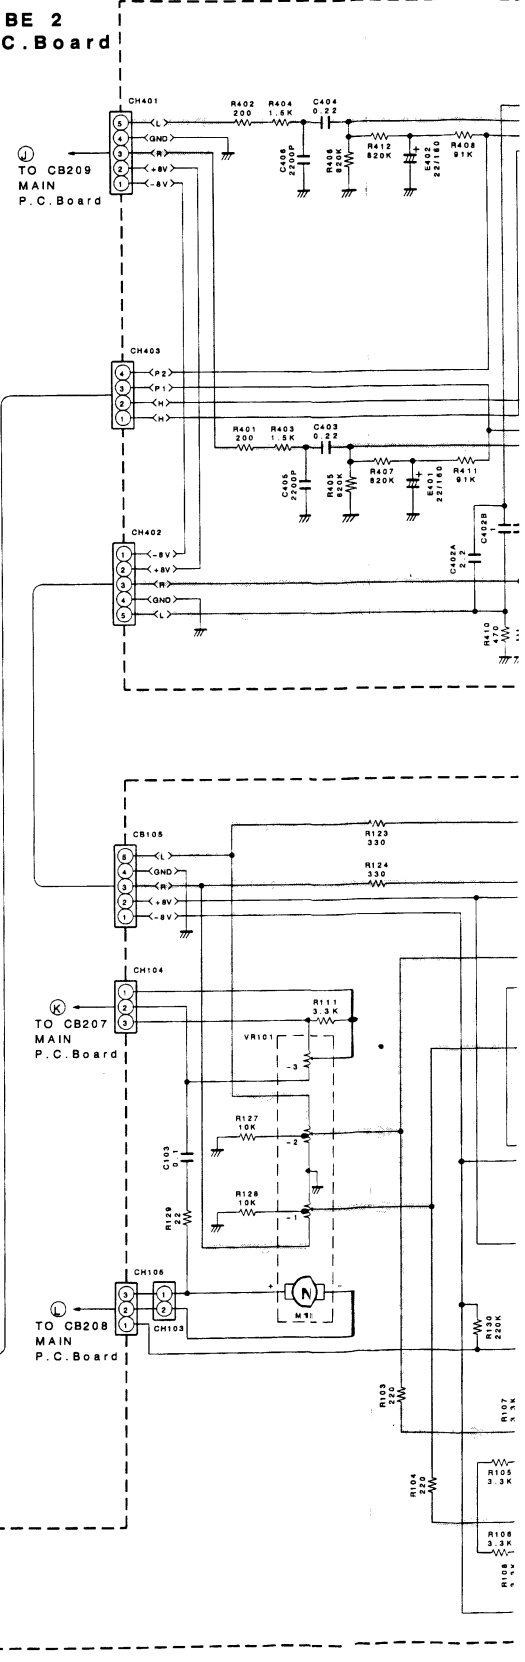 BE 2
C.Board
CH401
5 <L>
4 <GND>
3 <R>
2 <+8V>
1 <-8V>
J
TO CB209
MAIN
P.C.Board
R402
200
R404
1.5K
C404
0.22
C406
2200P
R406
820K
R412
820K
E402
22/160
R408
91K
CH403
4 <P2>
3 <P1>
2 <H>
1 <H>
R401
200
R403
1.5K
C403
0.22
C405
2200P
R405
820K
R407
820K
E401
22/160
R411
91K
CH402
1 <-8V>
2 <+8V>
3 <R>
4 <GND>
5 <L>
C402A
2.2
C402B
1
R410
470
R123
330
R124
330
CB105
5 <L>
4 <GND>
3 <R>
2 <+8V>
1 <-8V>
CH104
1
2
3
K
TO CB207
MAIN
P.C.Board
R111
3.3K
VR101
-3
R127
10K
-2
C103
0.1
R128
10K
-1
R129
22
CH106
3
2
1
1
2
CH103
L
TO CB208
MAIN
P.C.Board
+
-
R130
220K
R103
220
R107
3.3K
R104
220
R105
3.3K
R106
3.3K
R108